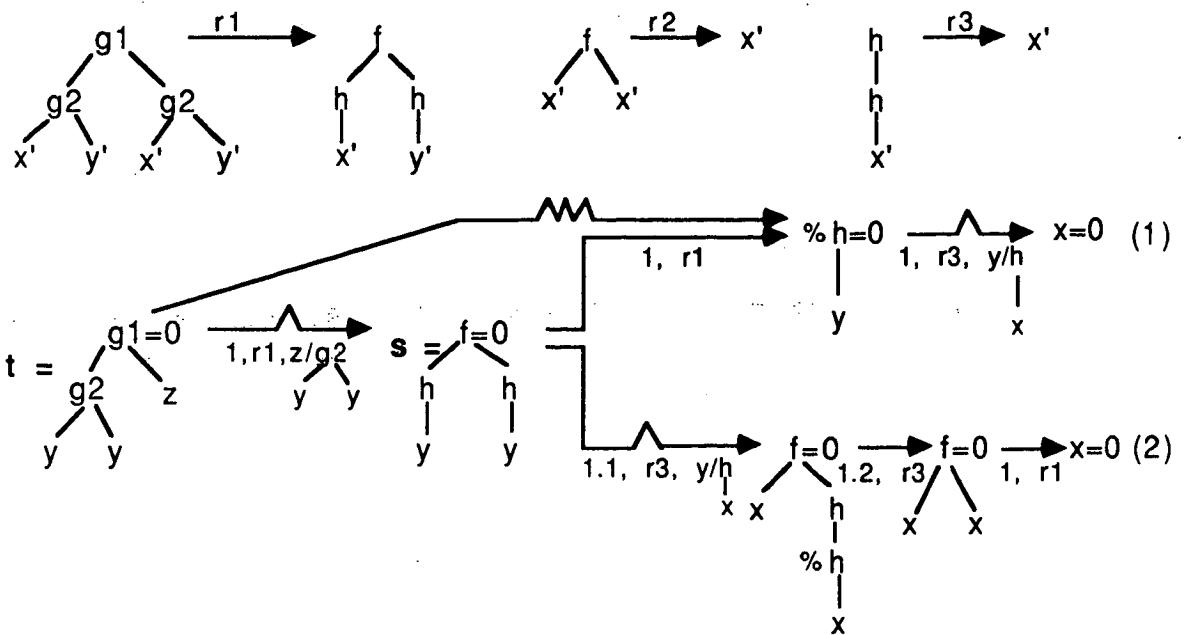 g1 r1 f f r2 x' h r3 x'
g2 g2 h h x' x' h
x' y' x' y' x' y' x'
% h=0 1, r3, y/h x=0 (1)
1, r1
y x
t = g1=0 1,r1,z/g2 s = f=0
g2 z y y h h
y y y y
f=0 1.2, r3 f=0 1, r1 x=0 (2)
1.1, r3, y/h
x x h x x
% h
x